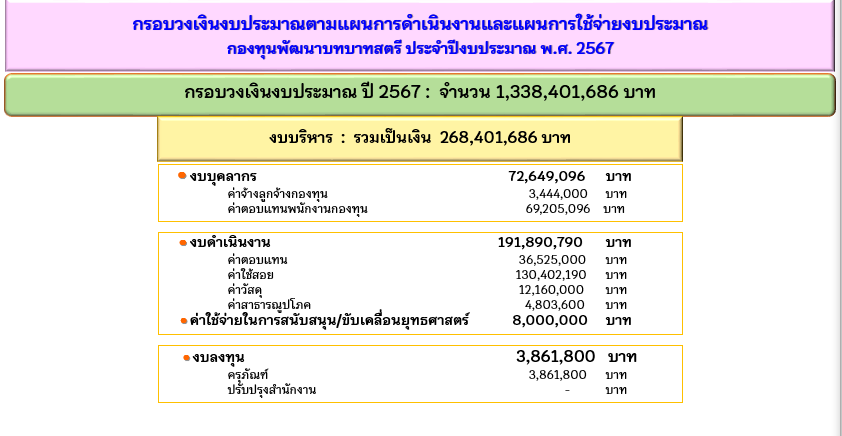 กรอบวงเงินงบประมาณตามแผนการดำเนินงานและแผนการใช้จ่ายงบประมาณ
กองทุนพัฒนาบทบาทสตรี ประจำปีงบประมาณ พ.ศ. 2567
กรอบวงเงินงบประมาณ ปี 2567 : จำนวน 1,338,401,686 บาท
งบบริหาร : รวมเป็นเงิน 268,401,686 บาท
งบบุคลากร 72,649,096 บาท
ค่าจ้างลูกจ้างกองทุน 3,444,000 บาท
ค่าตอบแทนพนักงานกองทุน 69,205,096 บาท
งบดำเนินงาน 191,890,790 บาท
ค่าตอบแทน 36,525,000 บาท
ค่าใช้สอย 130,402,190 บาท
ค่าวัสดุ 12,160,000 บาท
ค่าสาธารณูปโภค 4,803,600 บาท
ค่าใช้จ่ายในการสนับสนุน/ขับเคลื่อนยุทธศาสตร์ 8,000,000 บาท
งบลงทุน 3,861,800 บาท
ครุภัณฑ์ 3,861,800 บาท
ปรับปรุงสำนักงาน - บาท